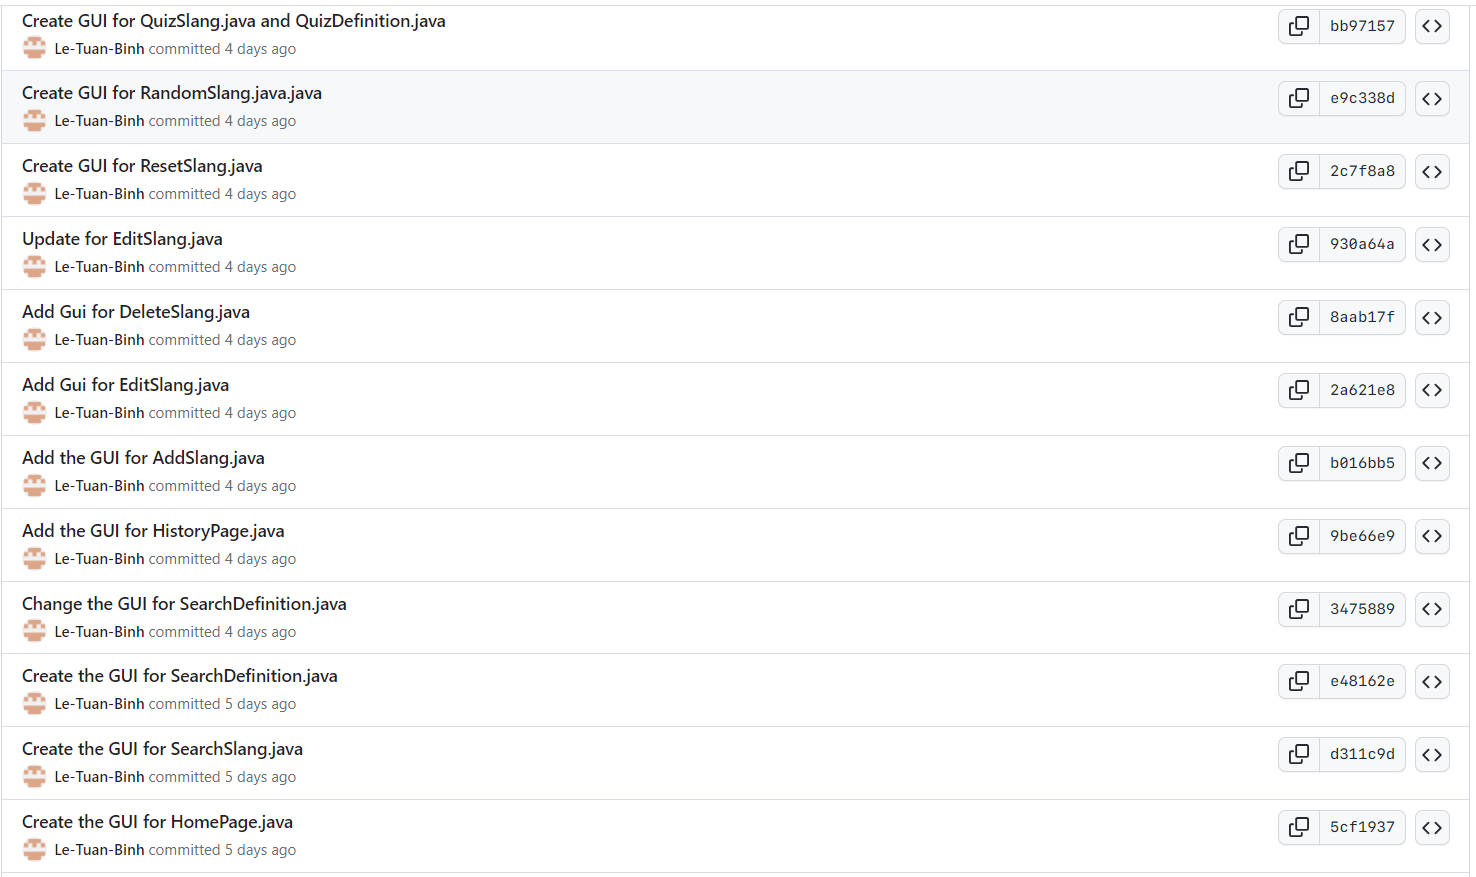 Create GUI for QuizSlang.java and QuizDefinition.java
bb97157
Le-Tuan-Binh committed 4 days ago
Create GUI for RandomSlang.java.java
e9c338d
Le-Tuan-Binh committed 4 days ago
Create GUI for ResetSlang.java
2c7f8a8
Le-Tuan-Binh committed 4 days ago
Update for EditSlang.java
930a64a
Le-Tuan-Binh committed 4 days ago
Add Gui for DeleteSlang.java
8aab17f
Le-Tuan-Binh committed 4 days ago
Add Gui for EditSlang.java
2a621e8
Le-Tuan-Binh committed 4 days ago
Add the GUI for AddSlang.java
b016bb5
Le-Tuan-Binh committed 4 days ago
Add the GUI for HistoryPage.java
9be66e9
Le-Tuan-Binh committed 4 days ago
Change the GUI for SearchDefinition.java
3475889
Le-Tuan-Binh committed 4 days ago
Create the GUI for SearchDefinition.java
e48162e
Le-Tuan-Binh committed 5 days ago
Create the GUI for SearchSlang.java
d311c9d
Le-Tuan-Binh committed 5 days ago
Create the GUI for HomePage.java
5cf1937
Le-Tuan-Binh committed 5 days ago